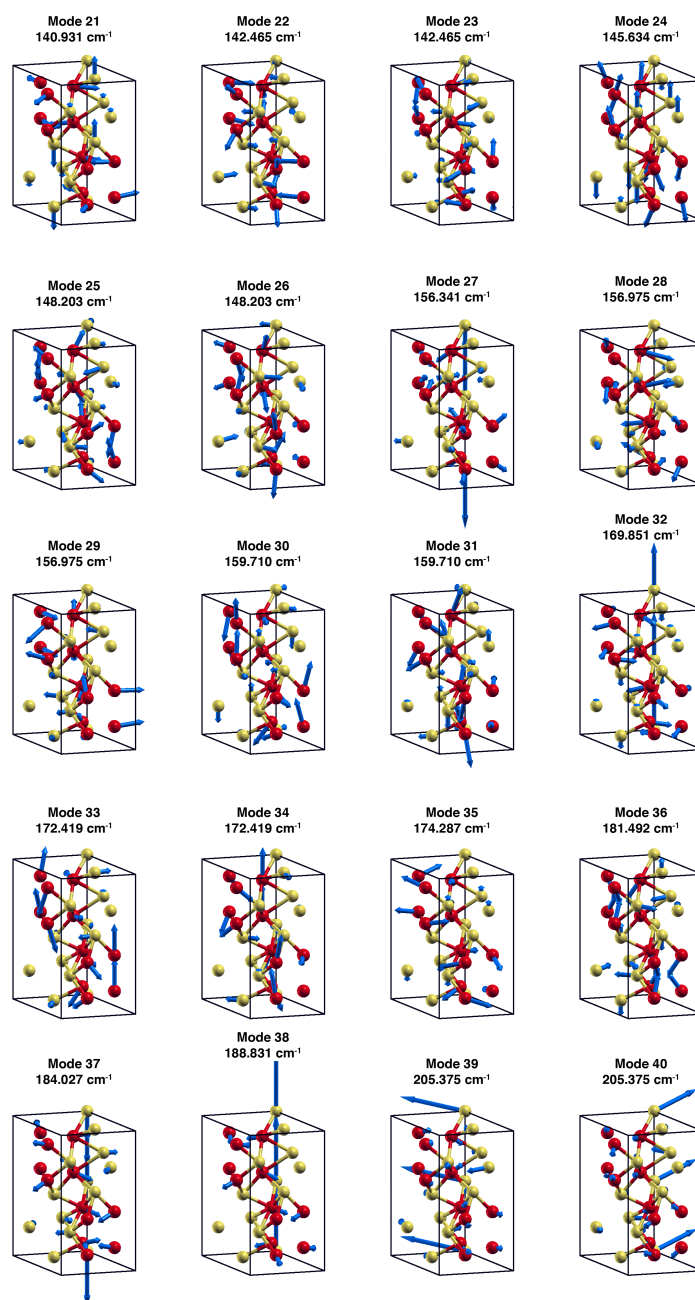 Mode 21
140.931 cm⁻¹
Mode 22
142.465 cm⁻¹
Mode 23
142.465 cm⁻¹
Mode 24
145.634 cm⁻¹
Mode 25
148.203 cm⁻¹
Mode 26
148.203 cm⁻¹
Mode 27
156.341 cm⁻¹
Mode 28
156.975 cm⁻¹
Mode 29
156.975 cm⁻¹
Mode 30
159.710 cm⁻¹
Mode 31
159.710 cm⁻¹
Mode 32
169.851 cm⁻¹
Mode 33
172.419 cm⁻¹
Mode 34
172.419 cm⁻¹
Mode 35
174.287 cm⁻¹
Mode 36
181.492 cm⁻¹
Mode 37
184.027 cm⁻¹
Mode 38
188.831 cm⁻¹
Mode 39
205.375 cm⁻¹
Mode 40
205.375 cm⁻¹